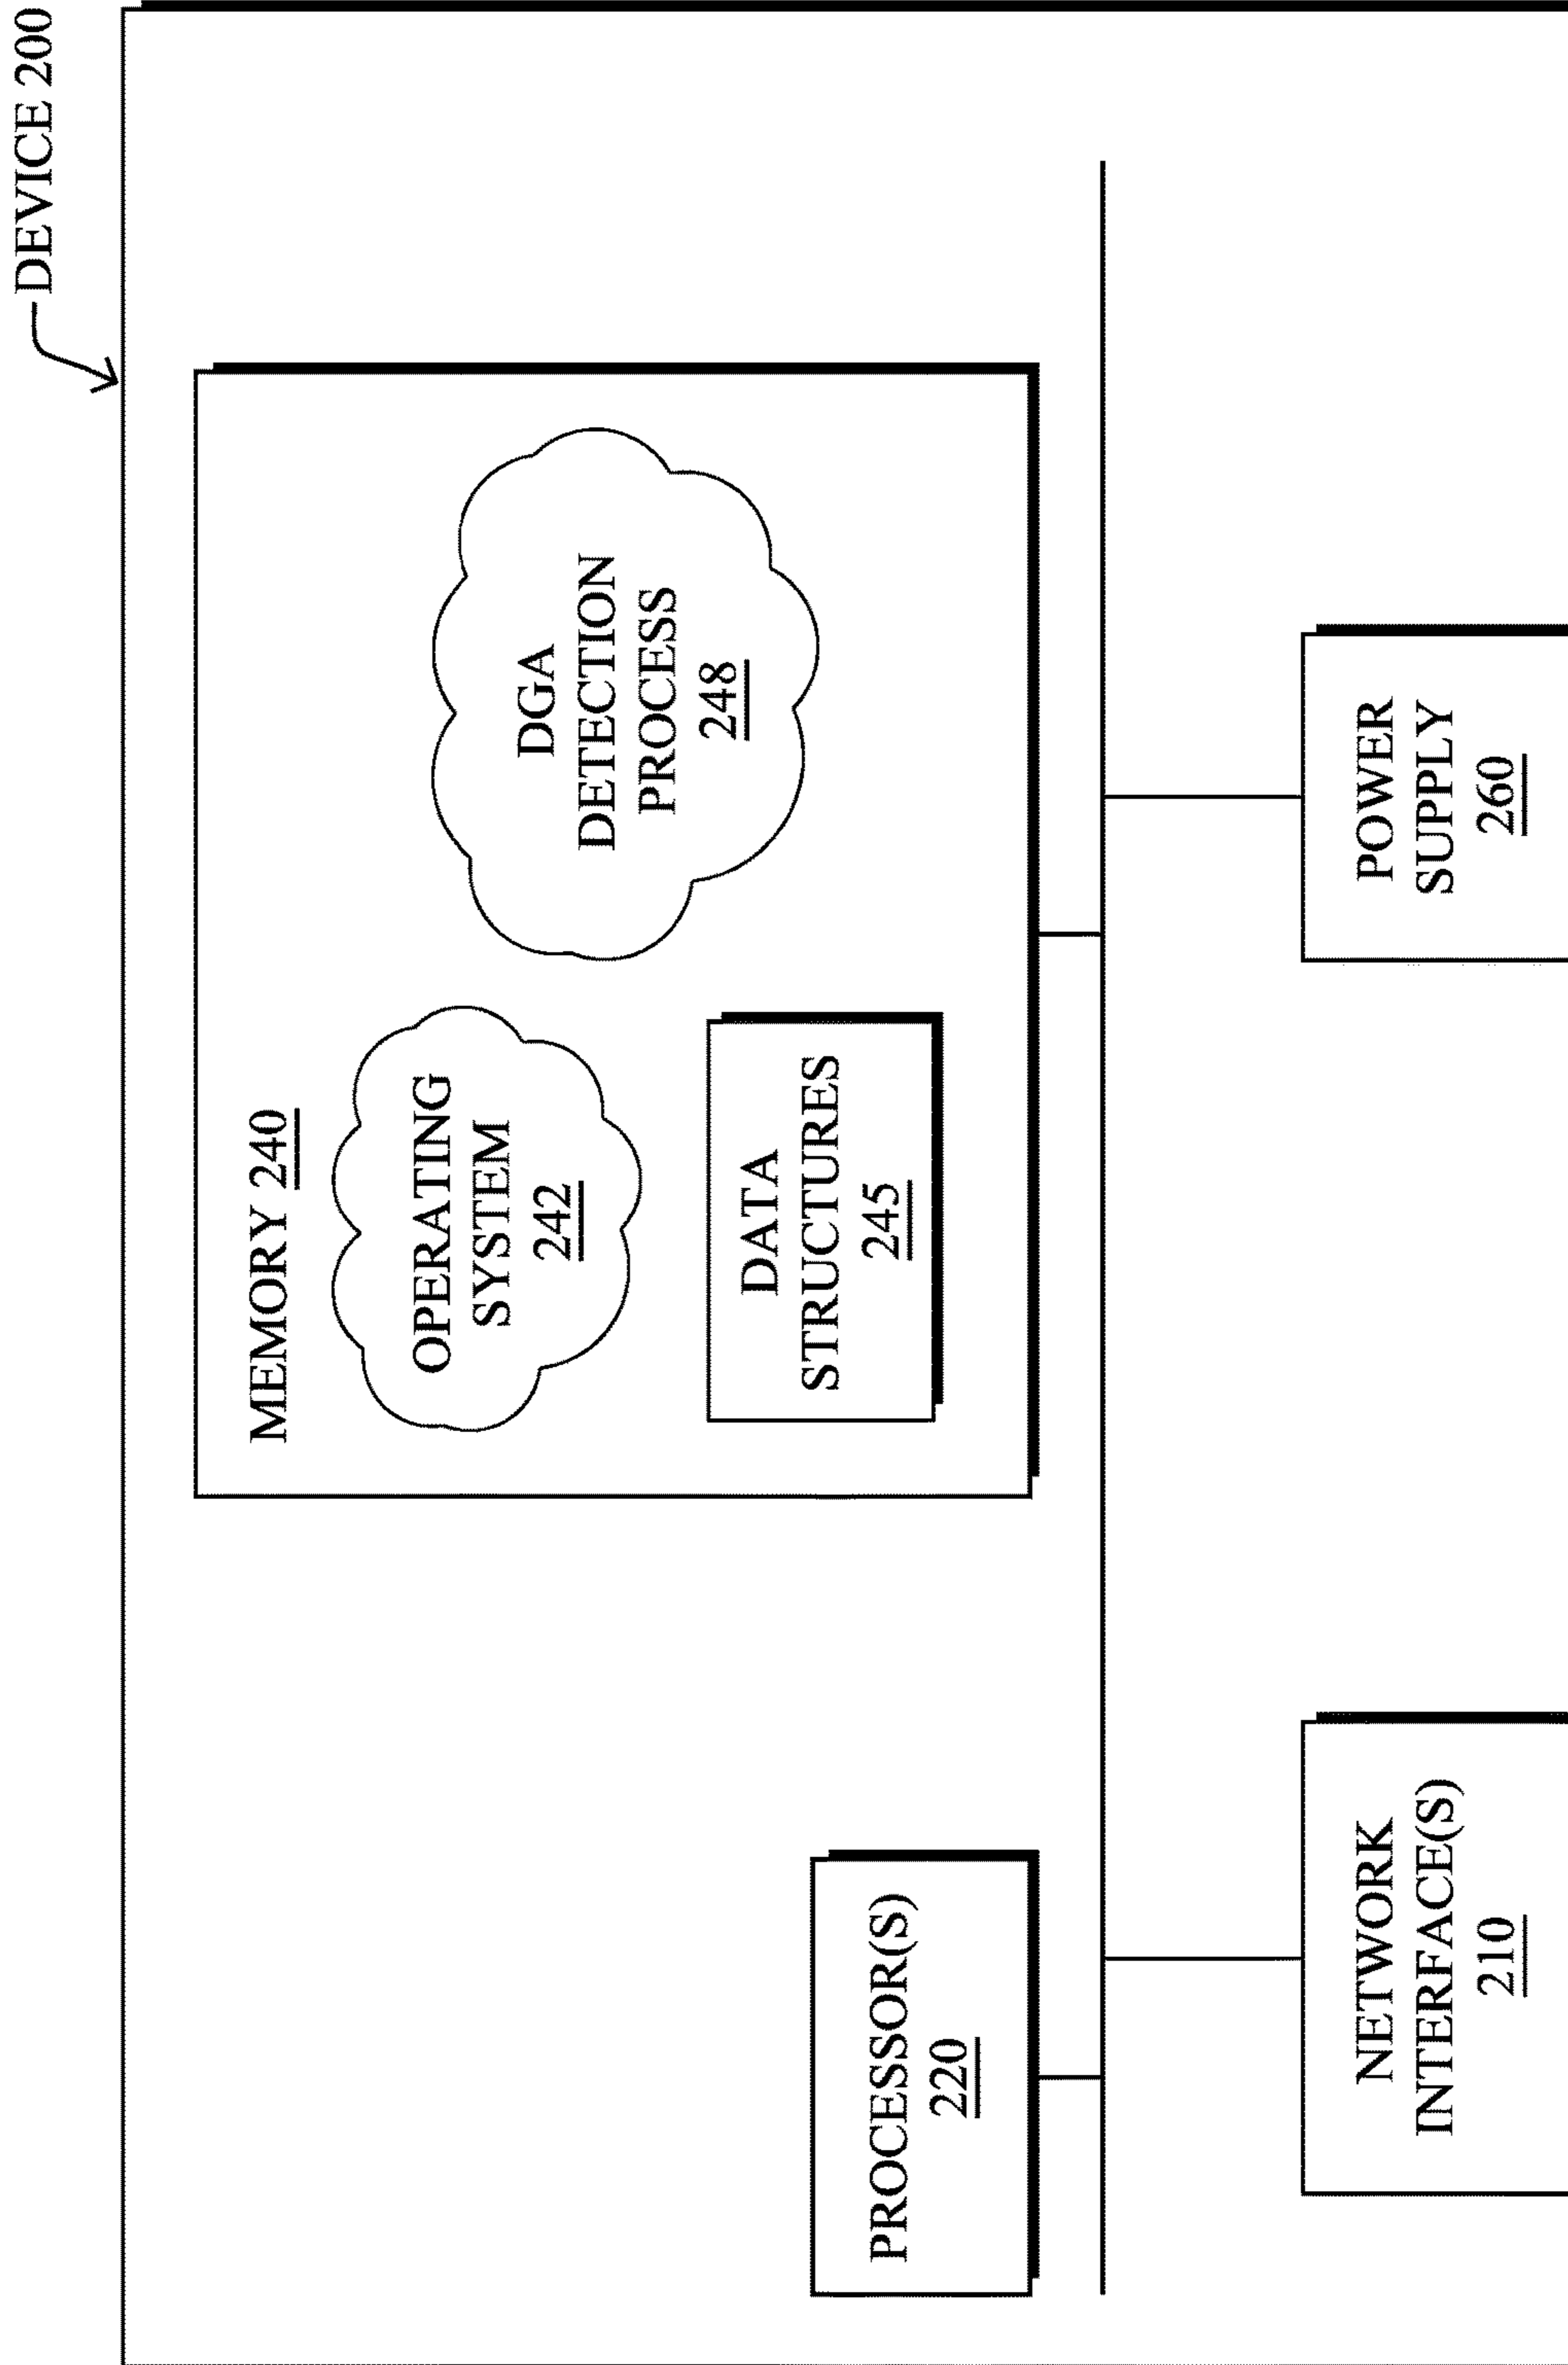 DEVICE 200
MEMORY 240
OPERATING
SYSTEM
242
DATA
STRUCTURES
245
DGA
DETECTION
PROCESS
248
PROCESSOR(S)
220
NETWORK
INTERFACE(S)
210
POWER
SUPPLY
260